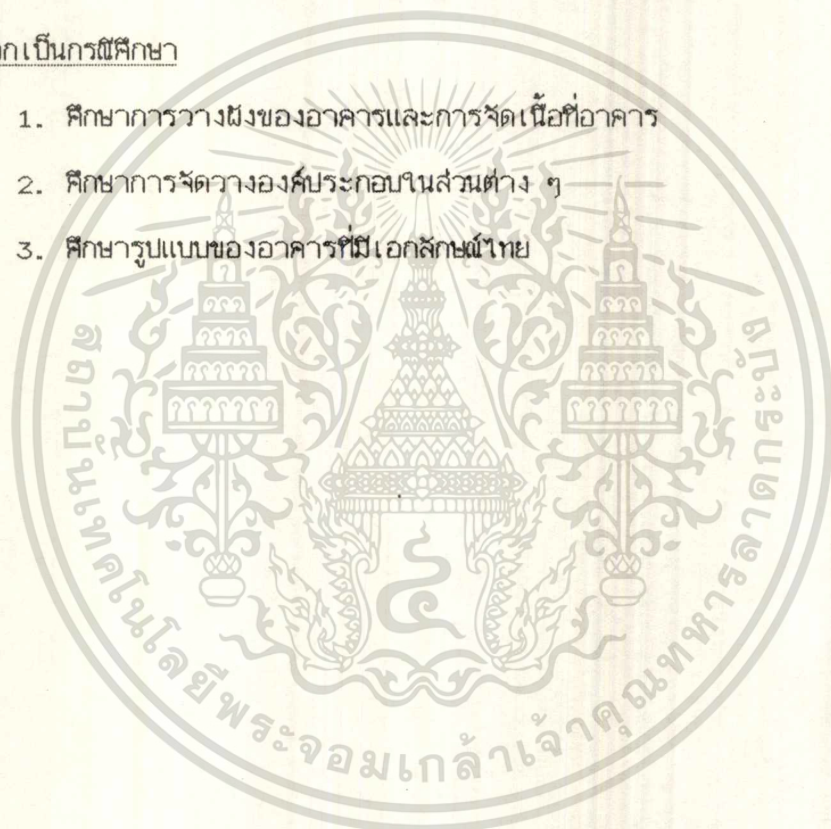 เป็นกรณีศึกษา
1. ศึกษาการวางผังของอาคารและการจัดเนื้อที่อาคาร
2. ศึกษาการจัดวางองค์ประกอบในส่วนต่าง ๆ
3. ศึกษารูปแบบของอาคารที่มีเอกลักษณ์ไทย
สถาบันเทคโนโลยีพระจอมเกล้าเจ้าคุณทหารลาดกระบัง